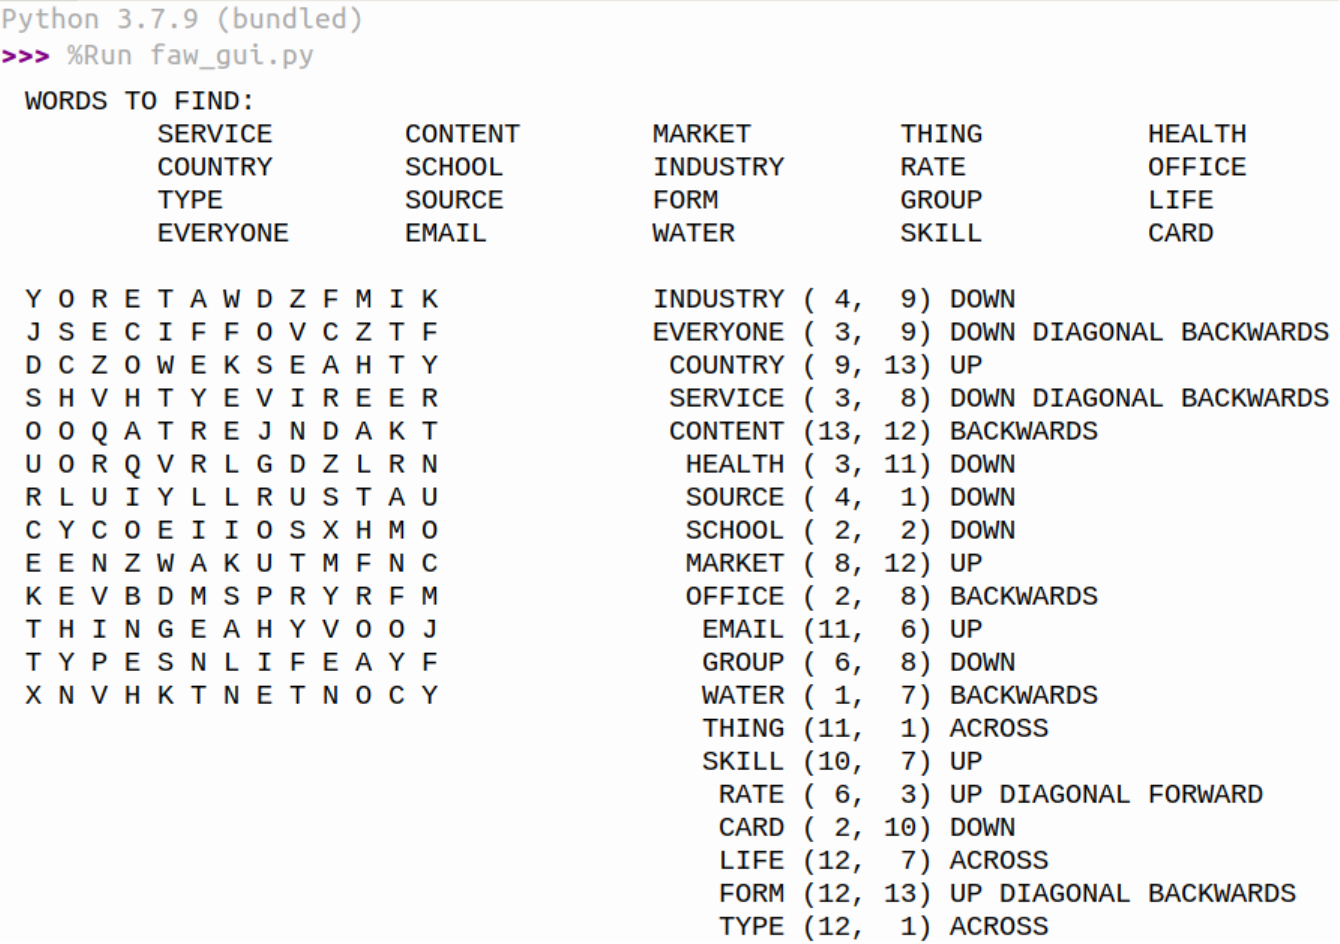 Python 3.7.9 (bundled)
>>> %Run faw_gui.py
WORDS TO FIND:
SERVICE CONTENT MARKET THING HEALTH
COUNTRY SCHOOL INDUSTRY RATE OFFICE
TYPE SOURCE FORM GROUP LIFE
EVERYONE EMAIL WATER SKILL CARD
Y O R E T A W D Z F M I K INDUSTRY ( 4, 9) DOWN
J S E C I F F O V C Z T F EVERYONE ( 3, 9) DOWN DIAGONAL BACKWARDS
D C Z O W E K S E A H T Y COUNTRY ( 9, 13) UP
S H V H T Y E V I R E E R SERVICE ( 3, 8) DOWN DIAGONAL BACKWARDS
O O Q A T R E J N D A K T CONTENT (13, 12) BACKWARDS
U O R Q V R L G D Z L R N HEALTH ( 3, 11) DOWN
R L U I Y L L R U S T A U SOURCE ( 4, 1) DOWN
C Y C O E I I O S X H M O SCHOOL ( 2, 2) DOWN
E E N Z W A K U T M F N C MARKET ( 8, 12) UP
K E V B D M S P R Y R F M OFFICE ( 2, 8) BACKWARDS
T H I N G E A H Y V O O J EMAIL (11, 6) UP
T Y P E S N L I F E A Y F GROUP ( 6, 8) DOWN
X N V H K T N E T N O C Y WATER ( 1, 7) BACKWARDS
THING (11, 1) ACROSS
SKILL (10, 7) UP
RATE ( 6, 3) UP DIAGONAL FORWARD
CARD ( 2, 10) DOWN
LIFE (12, 7) ACROSS
FORM (12, 13) UP DIAGONAL BACKWARDS
TYPE (12, 1) ACROSS